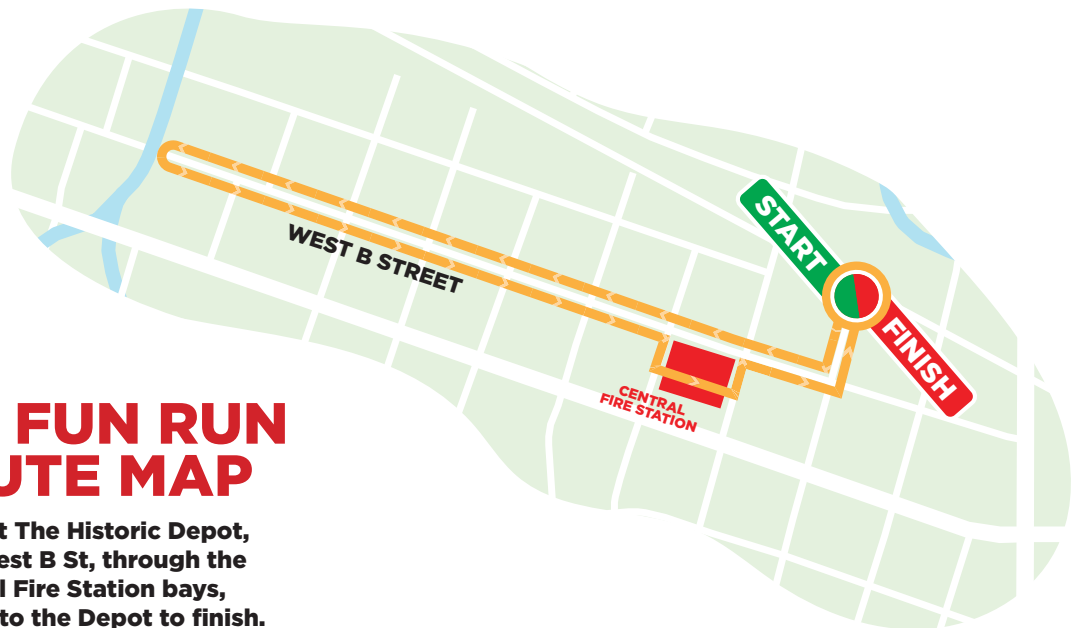 START
FINISH
WEST B STREET
CENTRAL
FIRE STATION
FUN RUN
UTE MAP
t The Historic Depot,
est B St, through the
l Fire Station bays,
to the Depot to finish.